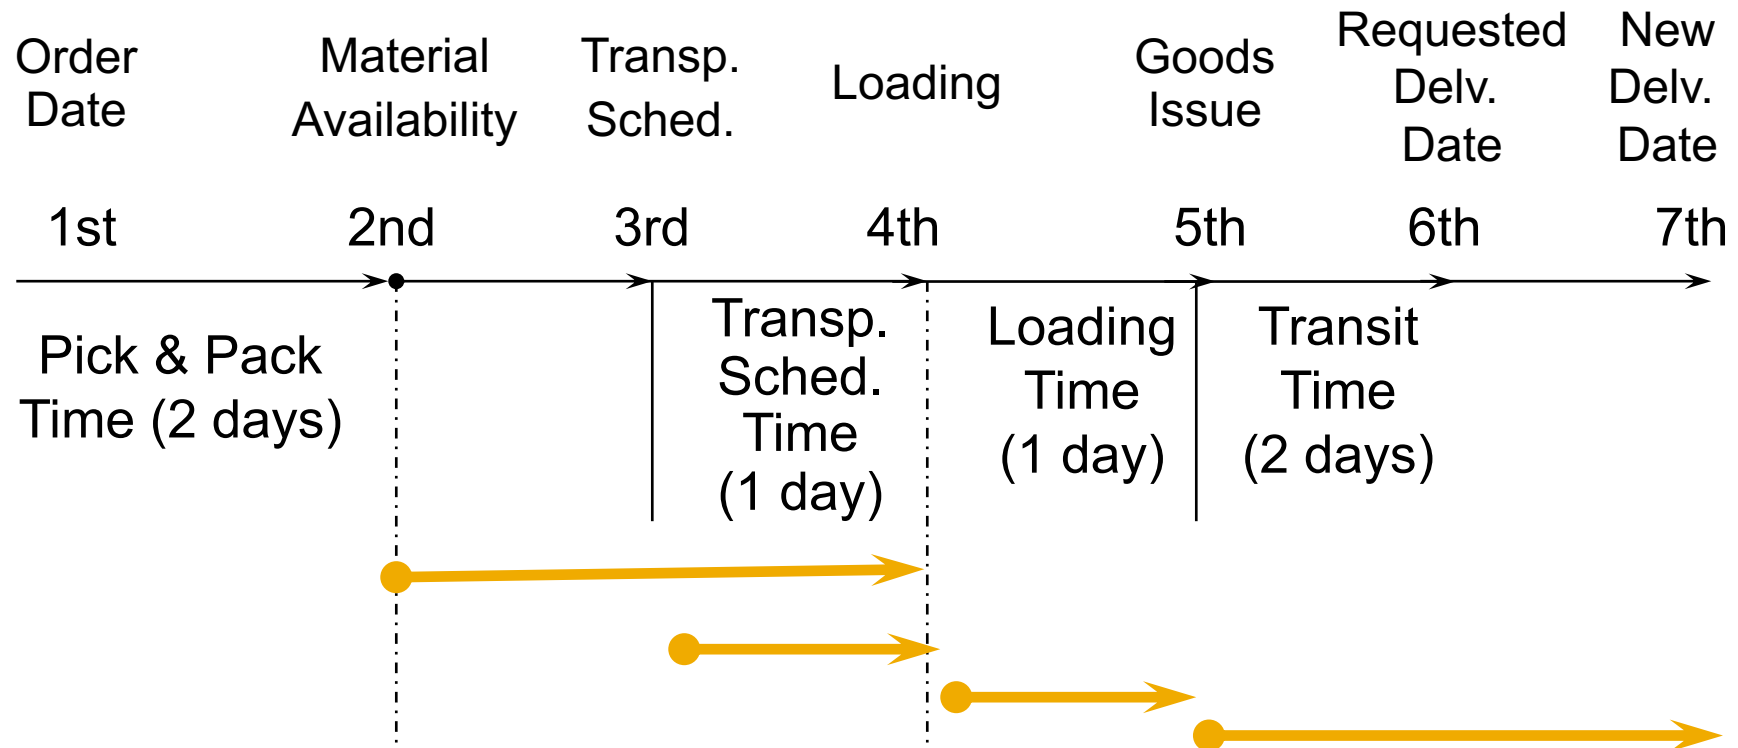 Order
Date
Material
Availability
Transp.
Sched.
Loading
Goods
Issue
Requested
Delv.
Date
New
Delv.
Date
1st
2nd
3rd
4th
5th
6th
7th
Pick & Pack
Time (2 days)
Transp.
Sched.
Time
(1 day)
Loading
Time
(1 day)
Transit
Time
(2 days)